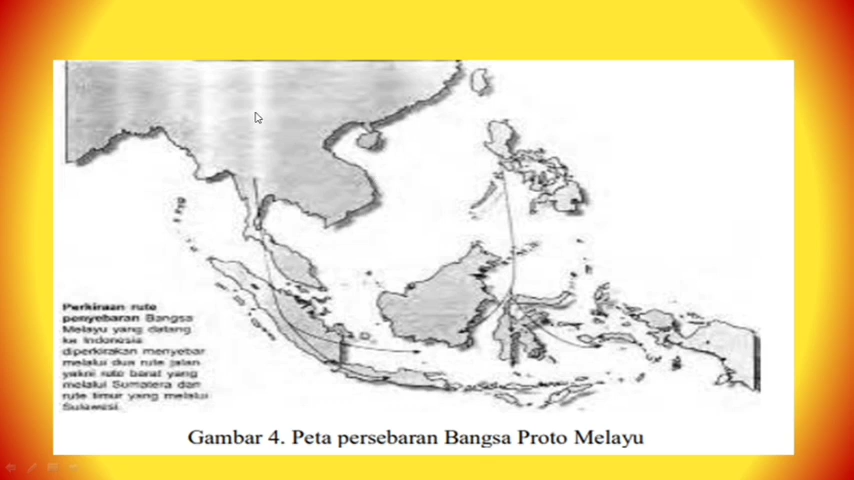 Perkiraan rute
penyebaran Bangsa
Melayu yang datang
ke Indonesia
diperkirakan menyebar
melalui dua rute jalan
yakni rute barat yang
melalui Sumatera dan
rute timur yang melalui
Sulawesi.
Gambar 4. Peta persebaran Bangsa Proto Melayu